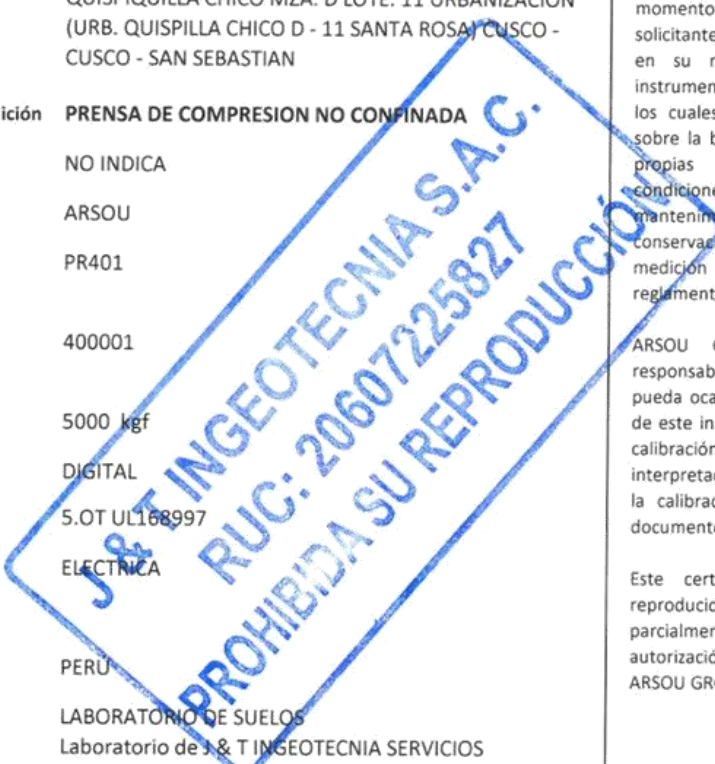 QUISPIQUILLA CHICO MZA. D LOTE. 11 URBANIZACION
(URB. QUISPILLA CHICO D - 11 SANTA ROSA) CUSCO -
CUSCO - SAN SEBASTIAN
ición PRENSA DE COMPRESION NO CONFINADA
NO INDICA
ARSOU
PR401
400001
5000 kgf
DIGITAL
5.OT UL168997
ELECTRICA
PERÚ
LABORATORIO DE SUELOS
Laboratorio de J & T INGEOTECNIA SERVICIOS
J & T INGEOTECNIA S.A.C.
RUC: 20607225827
PROHIBIDA SU REPRODUCCIÓN
momento
solicitante
en su r
instrumen
los cuales
sobre la b
propias
condicione
mantenim
conservac
medición
reglament
ARSOU
responsab
pueda oca
de este in
calibración
interpreta
la calibrac
document
Este cert
reproducid
parcialmer
autorizació
ARSOU GR